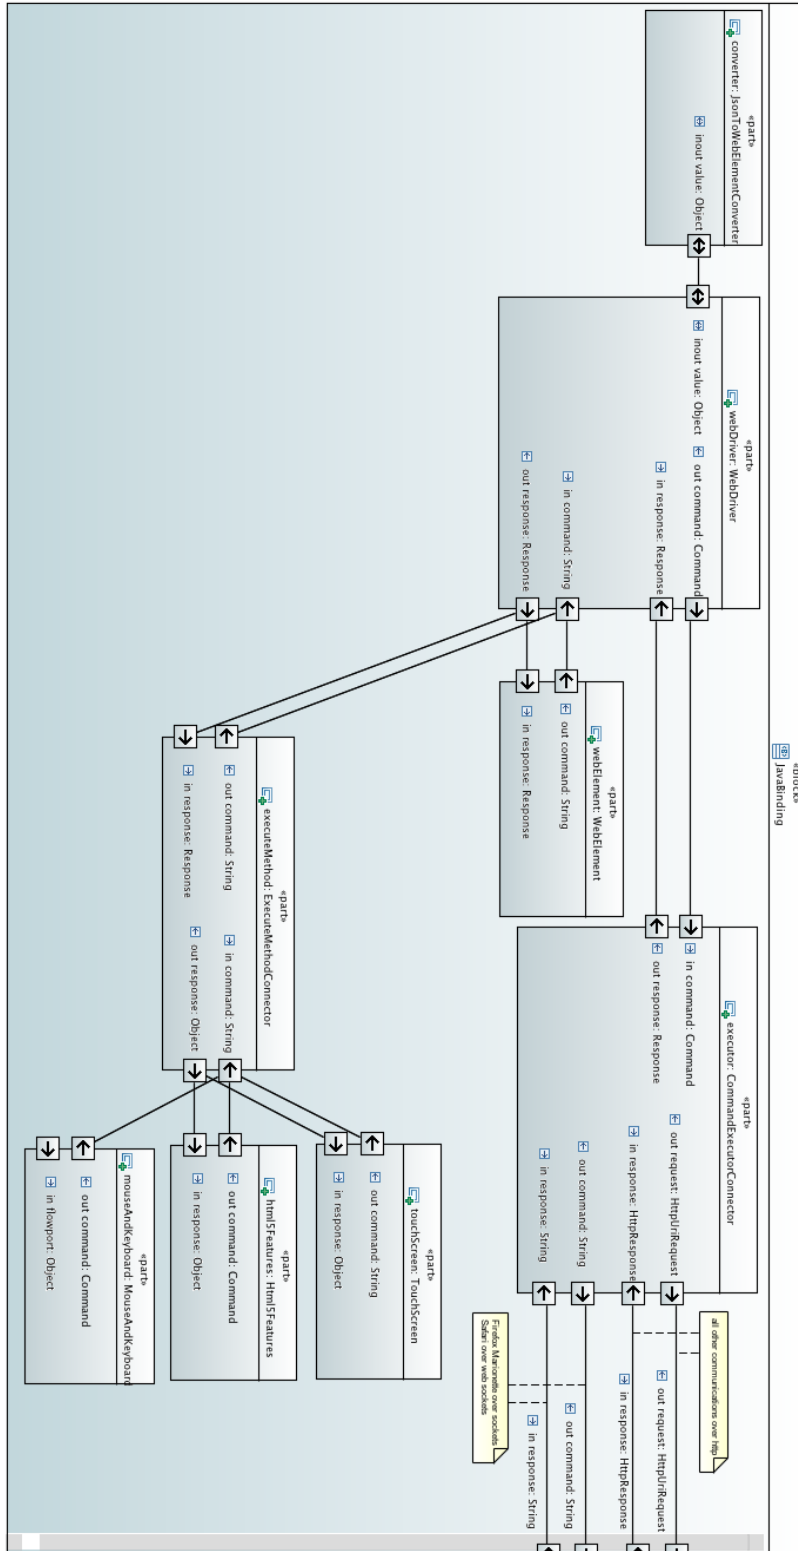 «Block»
JavaBinding
«part»
converter: JsonToWebElementConverter
inout value: Object
«part»
webDriver: WebDriver
inout value: Object
out command: Command
in response: Response
in command: String
out response: Response
«part»
webElement: WebElement
out command: String
in response: Response
«part»
executor: CommandExecutorConnector
in command: Command
out response: Response
out request: HttpUriRequest
in response: HttpResponse
out command: String
in response: String
all other communications over http
Firefox Marionette over sockets
Safari over web sockets
out request: HttpUriRequest
in response: HttpResponse
out command: String
in response: String
«part»
executeMethod: ExecuteMethodConnector
out command: String
in response: Response
in command: String
out response: Object
«part»
touchScreen: TouchScreen
out command: String
in response: Object
«part»
html5Features: Html5Features
out command: Command
in response: Object
«part»
mouseAndKeyboard: MouseAndKeyboard
out command: Command
in flowport: Object